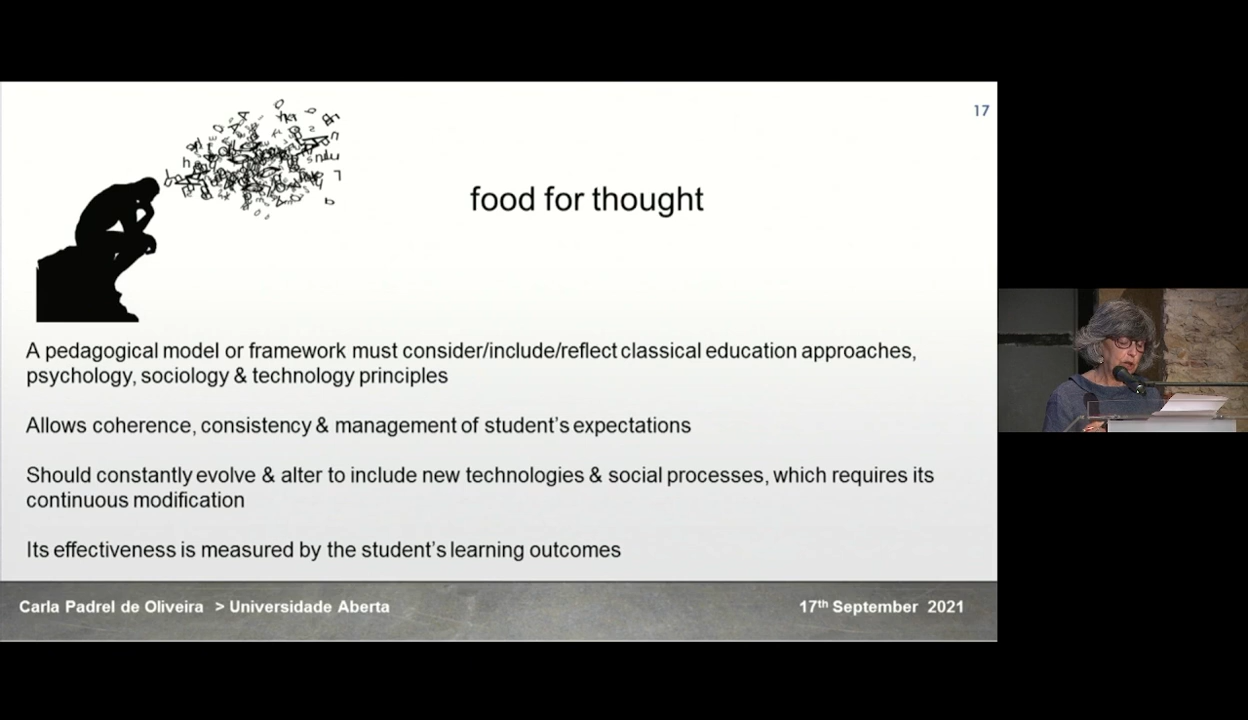 17
food for thought
A pedagogical model or framework must consider/include/reflect classical education approaches,
psychology, sociology & technology principles
Allows coherence, consistency & management of student's expectations
Should constantly evolve & alter to include new technologies & social processes, which requires its
continuous modification
Its effectiveness is measured by the student's learning outcomes
Carla Padrel de Oliveira > Universidade Aberta
17th September 2021